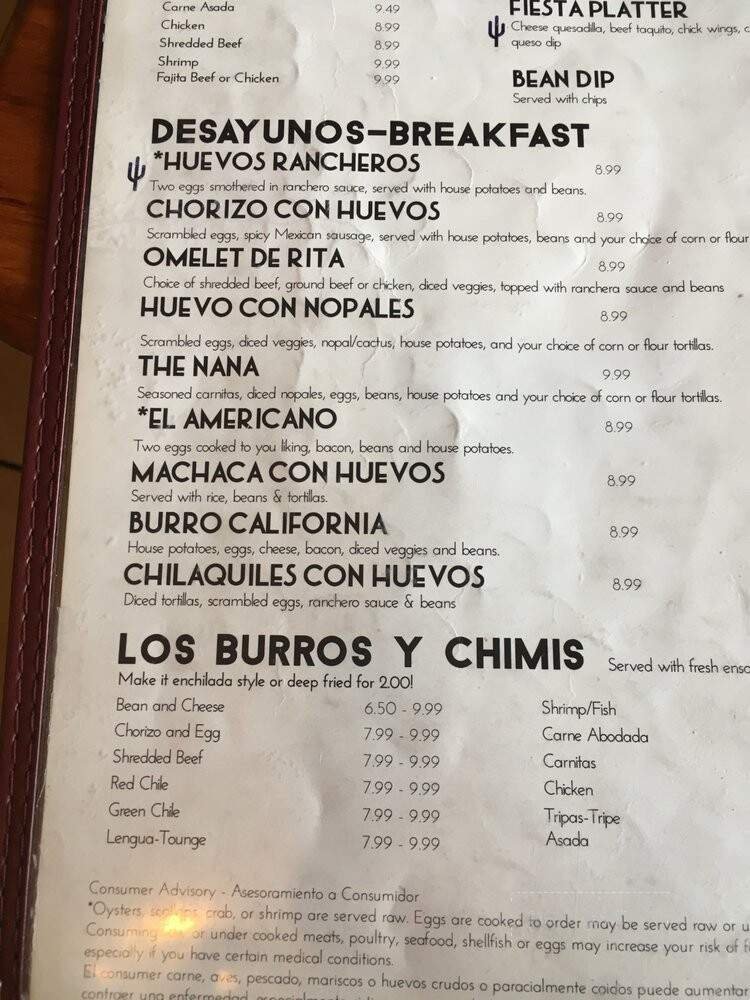 Carne Asada 9.49
Chicken 8.99
Shredded Beef 8.99
Shrimp 9.99
Fajita Beef or Chicken 9.99
FIESTA PLATTER
Cheese quesadilla, beef taquito, chick wings,
queso dip
BEAN DIP
Served with chips
DESAYUNOS-BREAKFAST
*HUEVOS RANCHEROS 8.99
Two eggs smothered in ranchero sauce, served with house potatoes and beans.
CHORIZO CON HUEVOS 8.99
Scrambled eggs, spicy Mexican sausage, served with house potatoes, beans and your choice of corn or flour
OMELET DE RITA 8.99
Choice of shredded beef, ground beef or chicken, diced veggies, topped with ranchera sauce and beans
HUEVO CON NOPALES 8.99
Scrambled eggs, diced veggies, nopal/cactus, house potatoes, and your choice of corn or flour tortillas.
THE NANA 9.99
Seasoned carnitas, diced nopales, eggs, beans, house potatoes and your choice of corn or flour tortillas.
*EL AMERICANO 8.99
Two eggs cooked to you liking, bacon, beans and house potatoes.
MACHACA CON HUEVOS 8.99
Served with rice, beans & tortillas.
BURRO CALIFORNIA 8.99
House potatoes, eggs, cheese, bacon, diced veggies and beans.
CHILAQUILES CON HUEVOS 8.99
Diced tortillas, scrambled eggs, ranchero sauce & beans
LOS BURROS Y CHIMIS Served with fresh
Make it enchilada style or deep fried for 2.00!
Bean and Cheese 6.50 - 9.99
Chorizo and Egg 7.99 - 9.99
Shredded Beef 7.99 - 9.99
Red Chile 7.99 - 9.99
Green Chile 7.99 - 9.99
Lengua-Tounge 7.99 - 9.99
Shrimp/Fish
Carne Abodada
Carnitas
Chicken
Tripas-Tripe
Asada
Consumer Advisory - Asesoramiento a Consumidor
*Oysters, scallops, crab, or shrimp are served raw. Eggs are cooked to order may be served raw or
Consuming or under cooked meats, poultry, seafood, shellfish or eggs may increase your risk of
especially if you have certain medical conditions.
El consumer carne, aves, pescado, mariscos o huevos crudos o paracialmente coidos puede aumentar
contraer una enfermedad,